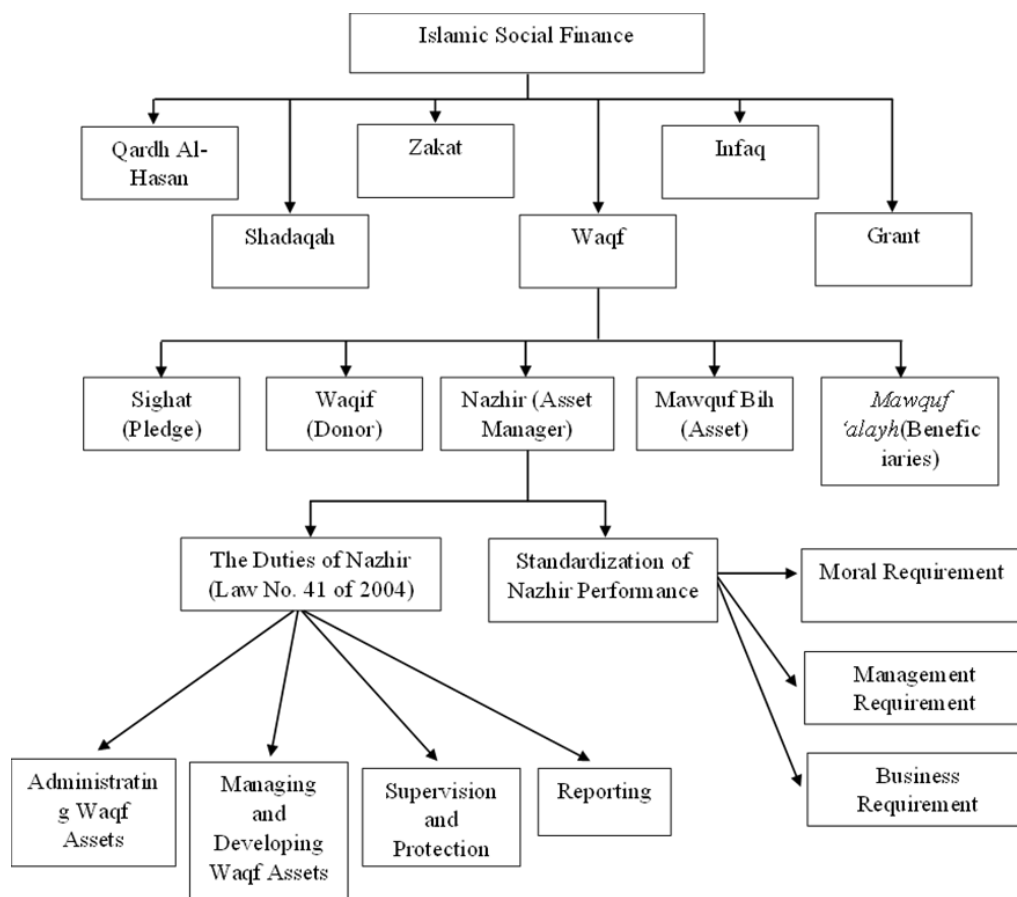 Islamic Social Finance
Qardh Al-
Hasan
Zakat
Infaq
Shadaqah
Waqf
Grant
Sighat
(Pledge)
Waqif
(Donor)
Nazhir (Asset
Manager)
Mawquf Bih
(Asset)
Mawquf
‘alayh(Benefic
iaries)
The Duties of Nazhir
(Law No. 41 of 2004)
Standardization of
Nazhir Performance
Moral Requirement
Management
Requirement
Business
Requirement
Administratin
g Waqf
Assets
Managing
and
Developing
Waqf Assets
Supervision
and
Protection
Reporting